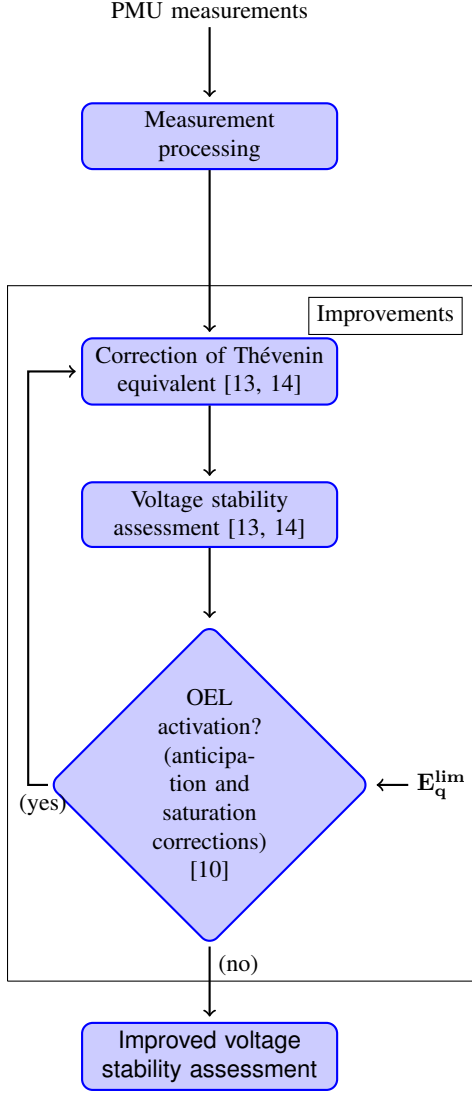 PMU measurements
Measurement
processing
Improvements
Correction of Thévenin
equivalent [13, 14]
Voltage stability
assessment [13, 14]
OEL
activation?
(anticipa-
tion and
saturation
corrections)
[10]
E_q^lim
(yes)
(no)
Improved voltage
stability assessment